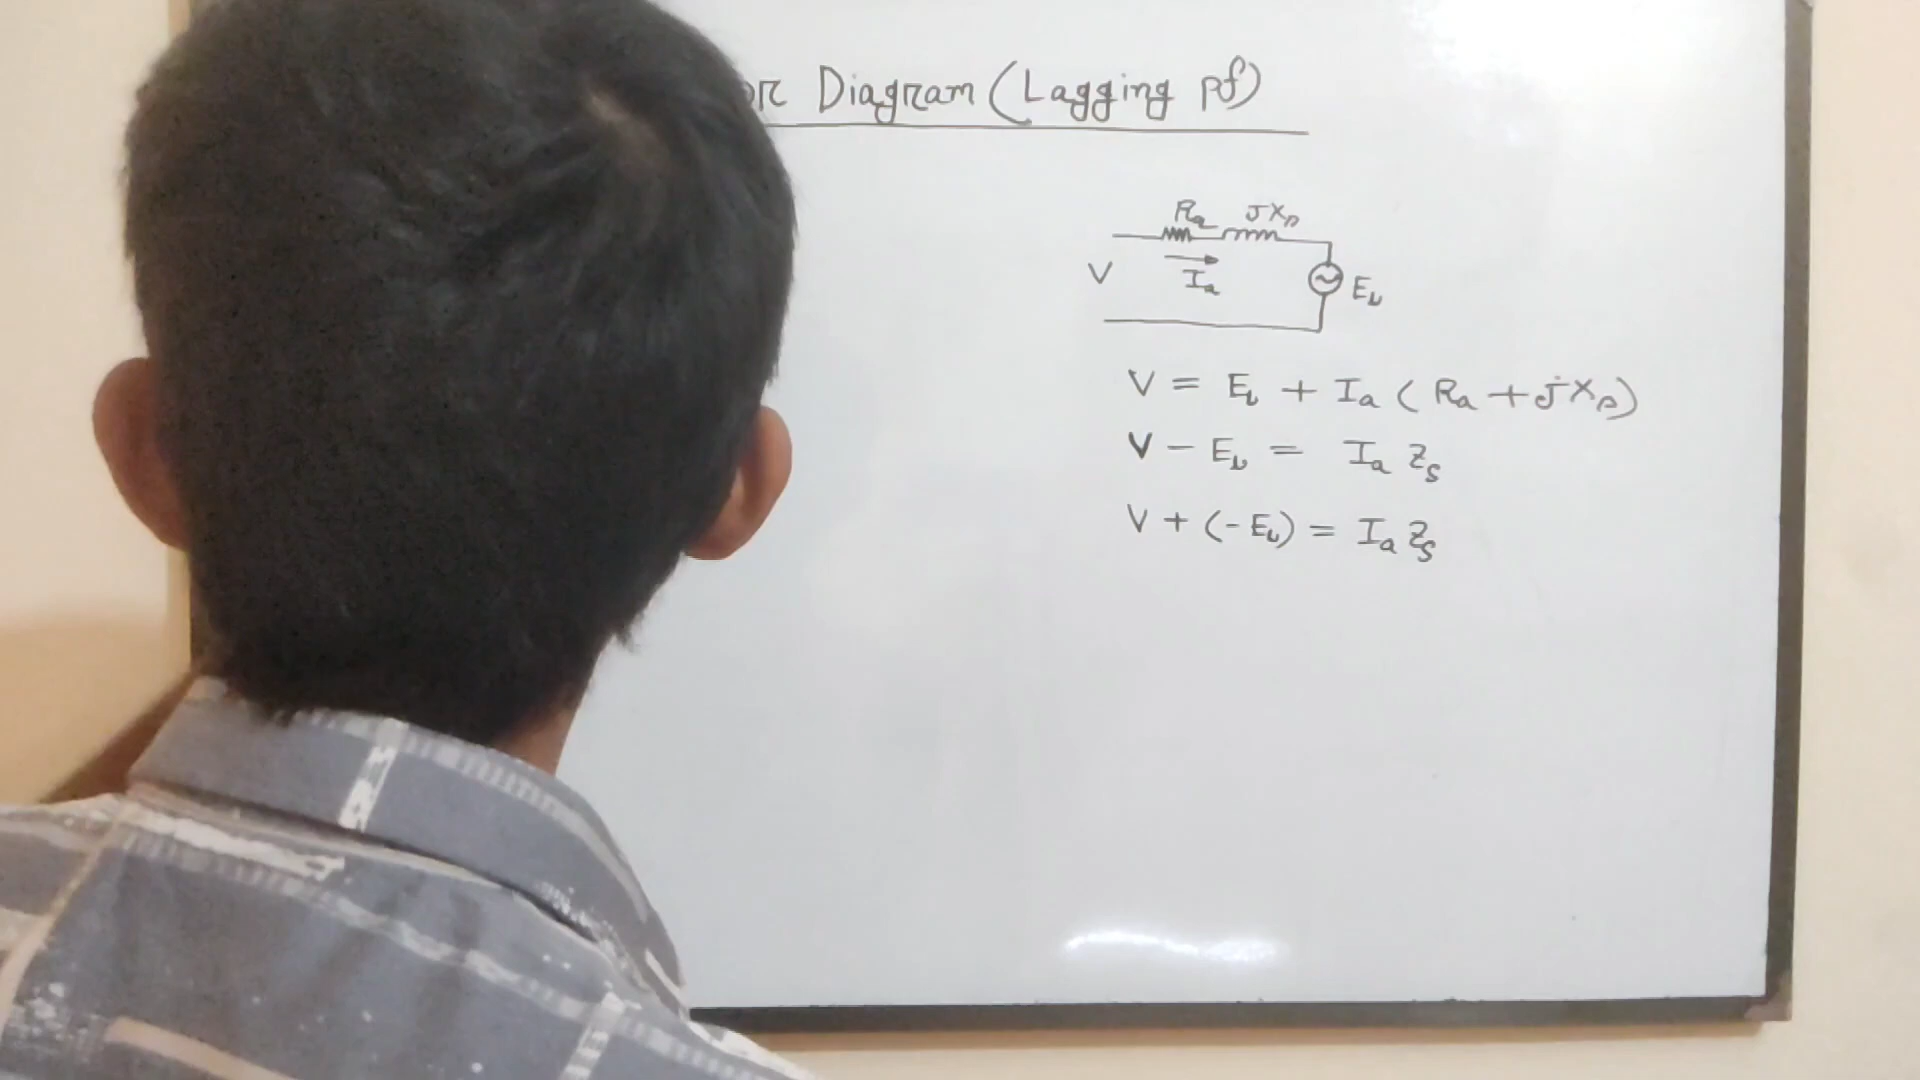 Diagram (Lagging pf)
Ra jXs
V
Ia
Eb
V = Eb + Ia (Ra + jXs)
V - Eb = Ia Zs
V + (-Eb) = Ia Zs